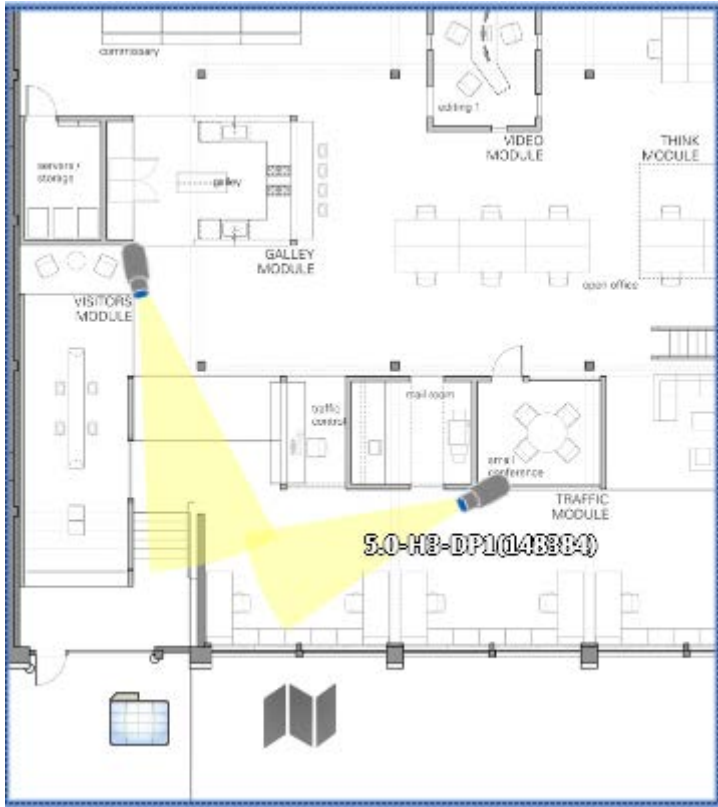 commissary
editing 1
VIDEO
MODULE
THINK
MODULE
servers /
storage
galley
GALLEY
MODULE
open office
VISITORS
MODULE
traffic
control
mail room
small
conference
TRAFFIC
MODULE
5.0-H3-DP1(148384)